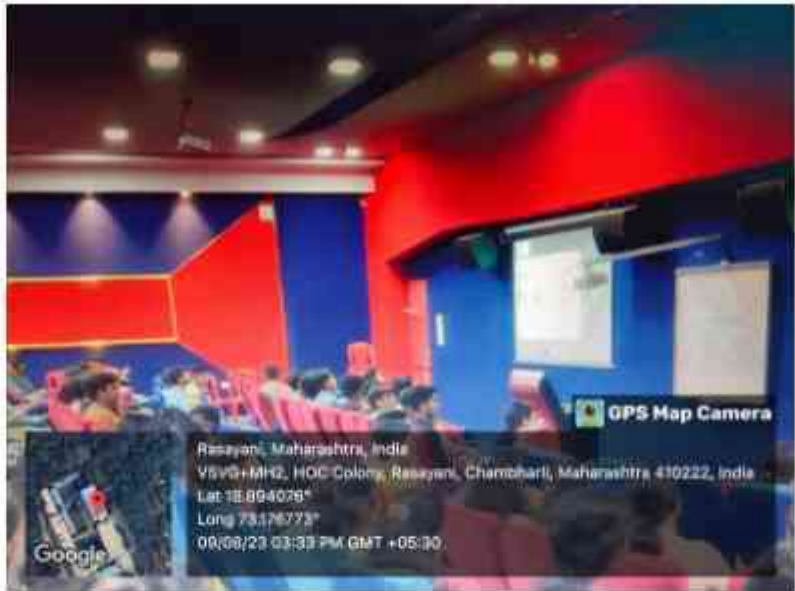 GPS Map Camera
Rasayani, Maharashtra, India
V5VG+MH2, HOC Colony, Rasayani, Chambharli, Maharashtra 410222, India
Lat 18.894076°
Long 73.176773°
09/08/23 03:33 PM GMT +05:30
Google